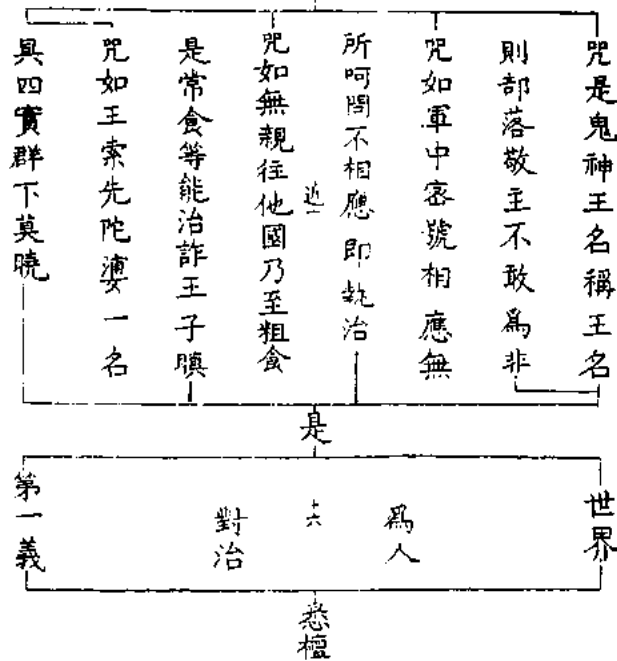 咒是鬼神王名稱王名
則部落敬主不敢爲非
咒如軍中密號相應無
所呵問不相應即執治
咒如無親往他國乃至粗食
是常食等能治詐王子瞋
咒如王索先陀婆一名
具四實群下莫曉
是
世界
爲人
十六
對治
第一義
悉檀